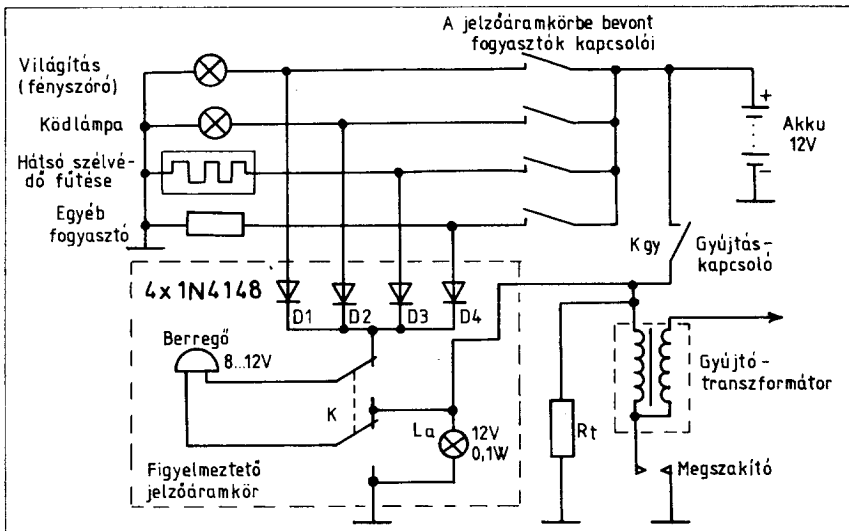 A jelzőáramkörbe bevont
fogyasztók kapcsolói
Világítás
(fényszóró)
Ködlámpa
Hátsó szélvé-
dő fűtése
Egyéb
fogyasztó
+
Akku
12V
−
Kgy
Gyújtás-
kapcsoló
4x1N4148
D1
D2
D3
D4
Berregő
8...12V
K
La
12V
0,1W
Rt
Gyújtó-
transzformátor
Megszakító
Figyelmeztető
jelzőáramkör